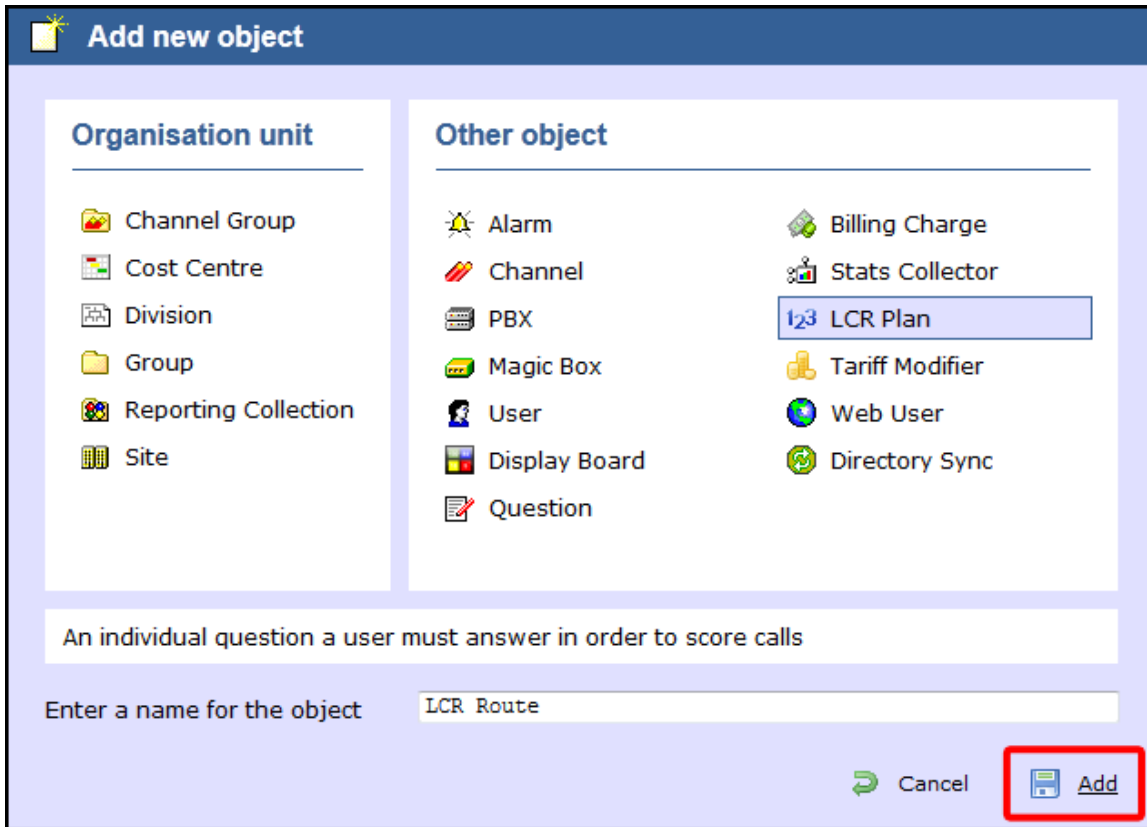 Add new object
Organisation unit
Channel Group
Cost Centre
Division
Group
Reporting Collection
Site
Other object
Alarm
Channel
PBX
Magic Box
User
Display Board
Question
Billing Charge
Stats Collector
123 LCR Plan
Tariff Modifier
Web User
Directory Sync
An individual question a user must answer in order to score calls
Enter a name for the object
LCR Route
Cancel
Add